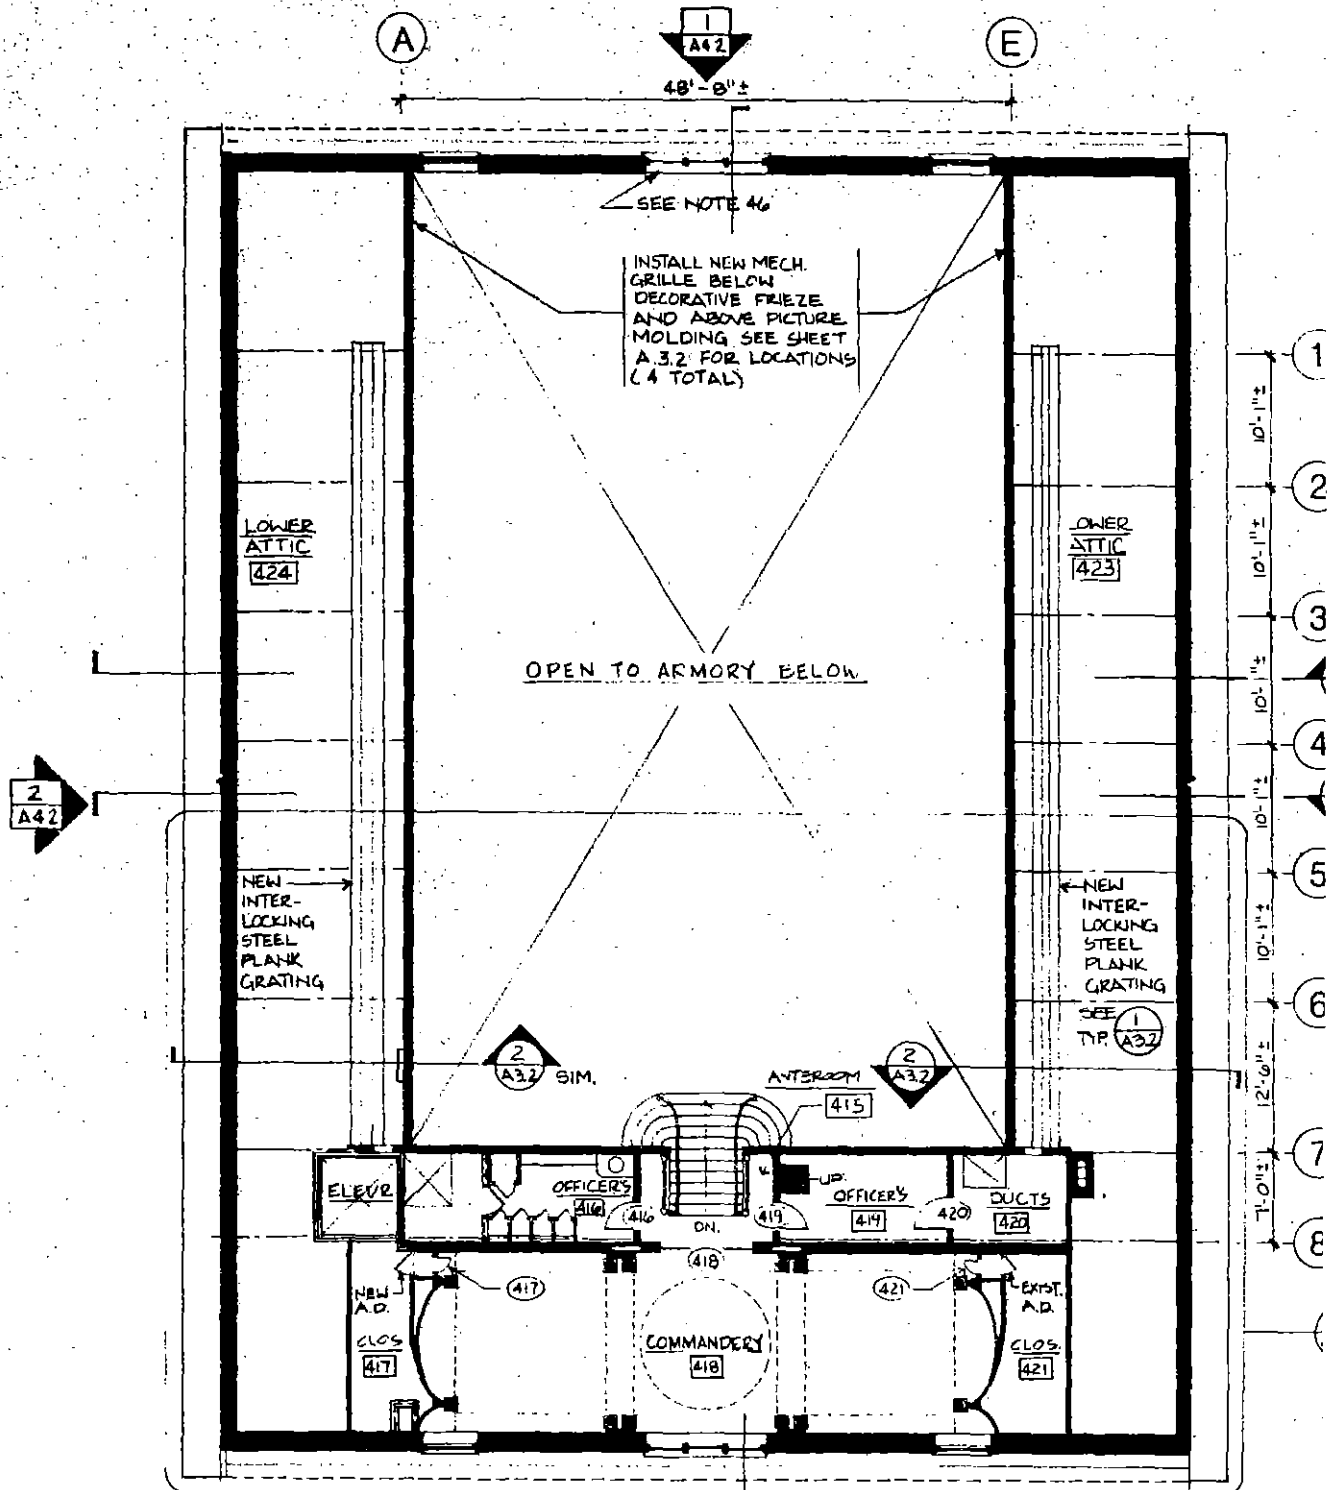 A
1
A4.2
E
48'-8"±
SEE NOTE 46
INSTALL NEW MECH.
GRILLE BELOW
DECORATIVE FRIEZE
AND ABOVE PICTURE
MOLDING SEE SHEET
A.3.2 FOR LOCATIONS
(4 TOTAL)
1
10'-1"±
2
LOWER
ATTIC
424
OWER
ATTIC
423
10'-1"±
3
OPEN TO ARMORY BELOW
10'-1"±
4
2
A4.2
10'-1"±
5
NEW
INTER-
LOCKING
STEEL
PLANK
GRATING
NEW
INTER-
LOCKING
STEEL
PLANK
GRATING
10'-1"±
6
SEE
TYP.
1
A3.2
2
A3.2
SIM.
2
A3.2
12'-6"±
ANTEROOM
415
7
ELEVR
OFFICER'S
416
416
DN.
419
UP
OFFICER'S
419
420
DUCTS
420
7'-0"±
8
418
NEW
A.D.
417
421
EXIST.
A.D.
CLOS
417
COMMANDERY
418
CLOS.
421